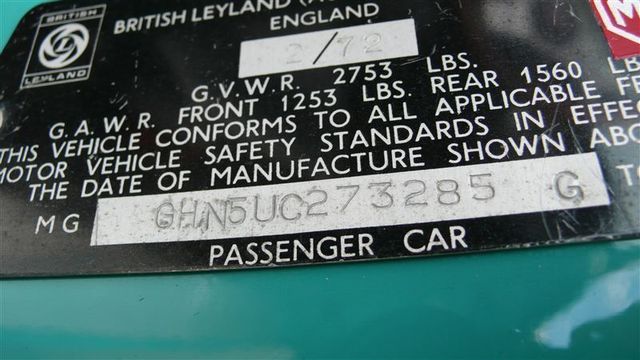 BRITISH
LEYLAND
BRITISH LEYLAND
ENGLAND
2/72
G.V.W.R. 2753 LBS.
G.A.W.R. FRONT 1253 LBS. REAR 1560
THIS VEHICLE CONFORMS TO ALL APPLICABLE
MOTOR VEHICLE SAFETY STANDARDS IN
THE DATE OF MANUFACTURE SHOWN
MG GHN5UC273285 G
PASSENGER CAR